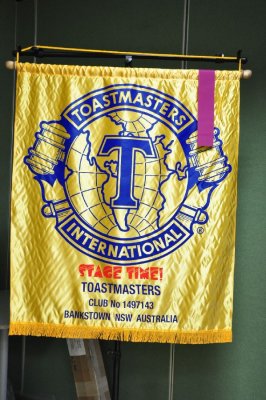 TOASTMASTERS
T
INTERNATIONAL
®
STAGE TIME!
TOASTMASTERS
CLUB No 1497143
BANKSTOWN NSW AUSTRALIA